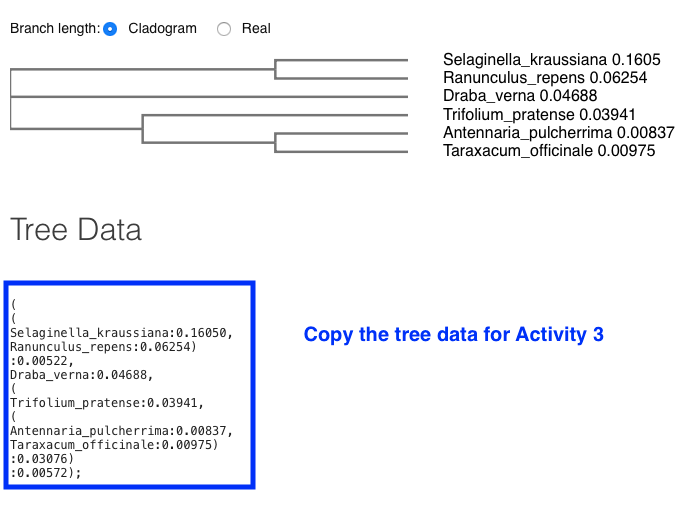 Branch length: Cladogram Real
Selaginella_kraussiana 0.1605
Ranunculus_repens 0.06254
Draba_verna 0.04688
Trifolium_pratense 0.03941
Antennaria_pulcherrima 0.00837
Taraxacum_officinale 0.00975
Tree Data
(
(
Selaginella_kraussiana:0.16050,
Ranunculus_repens:0.06254)
:0.00522,
Draba_verna:0.04688,
(
Trifolium_pratense:0.03941,
(
Antennaria_pulcherrima:0.00837,
Taraxacum_officinale:0.00975)
:0.03076)
:0.00572);
Copy the tree data for Activity 3